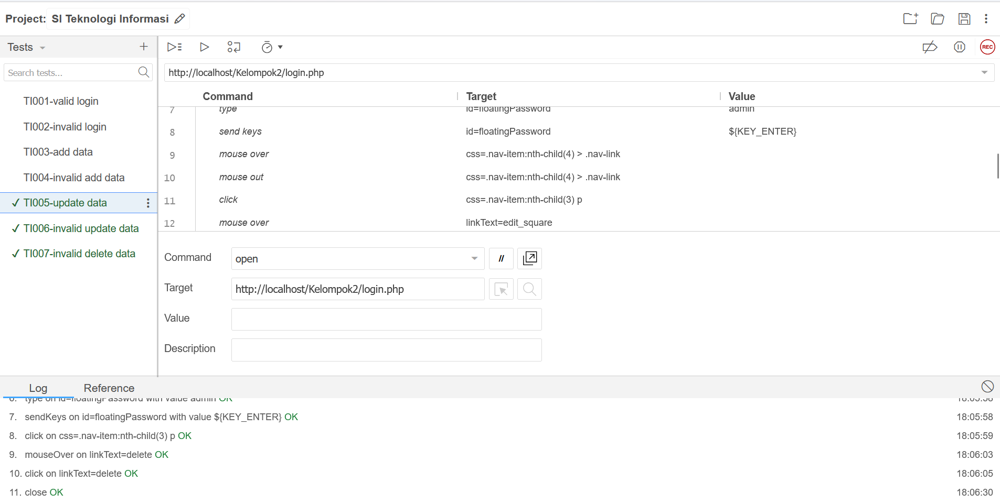 Project: SI Teknologi Informasi
Tests
REC
Search tests...
http://localhost/Kelompok2/login.php
TI001-valid login
TI002-invalid login
TI003-add data
TI004-invalid add data
✓ TI005-update data
✓ TI006-invalid update data
✓ TI007-invalid delete data
Command Target Value
7 type id=floatingPassword admin
8 send keys id=floatingPassword ${KEY_ENTER}
9 mouse over css=.nav-item:nth-child(4) > .nav-link
10 mouse out css=.nav-item:nth-child(4) > .nav-link
11 click css=.nav-item:nth-child(3) p
12 mouse over linkText=edit_square
Command open //
Target http://localhost/Kelompok2/login.php
Value
Description
Log Reference
6. type on id=floatingPassword with value admin OK 18:05:58
7. sendKeys on id=floatingPassword with value ${KEY_ENTER} OK 18:05:58
8. click on css=.nav-item:nth-child(3) p OK 18:05:59
9. mouseOver on linkText=delete OK 18:06:03
10. click on linkText=delete OK 18:06:05
11. close OK 18:06:30